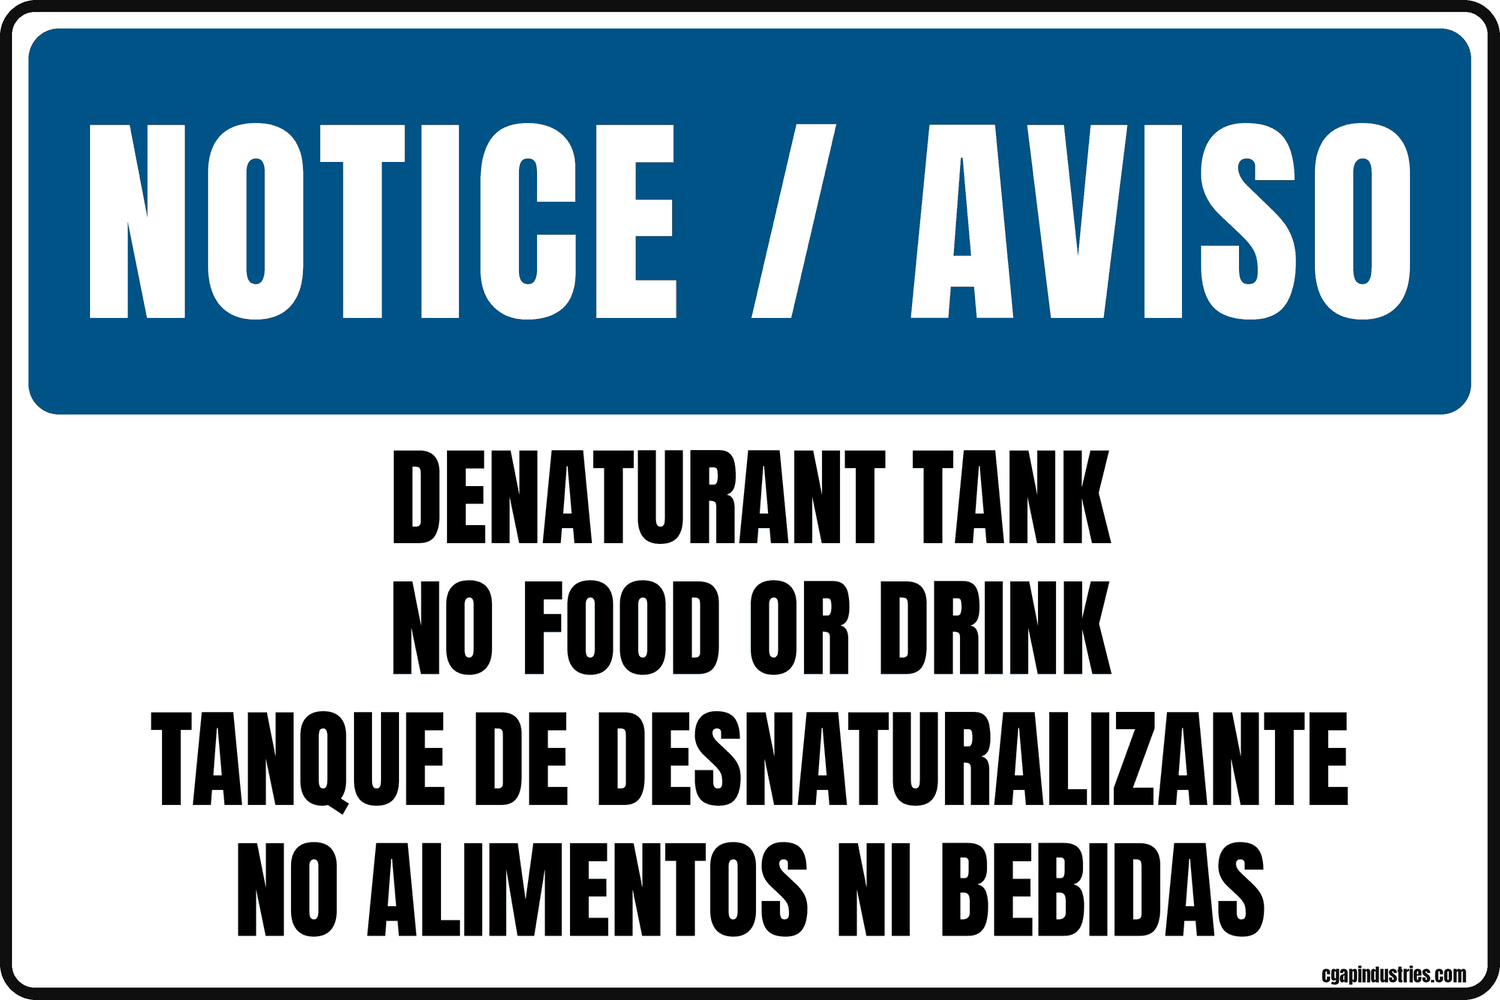 NOTICE / AVISO
DENATURANT TANK
NO FOOD OR DRINK
TANQUE DE DESNATURALIZANTE
NO ALIMENTOS NI BEBIDAS
cgapindustries.com